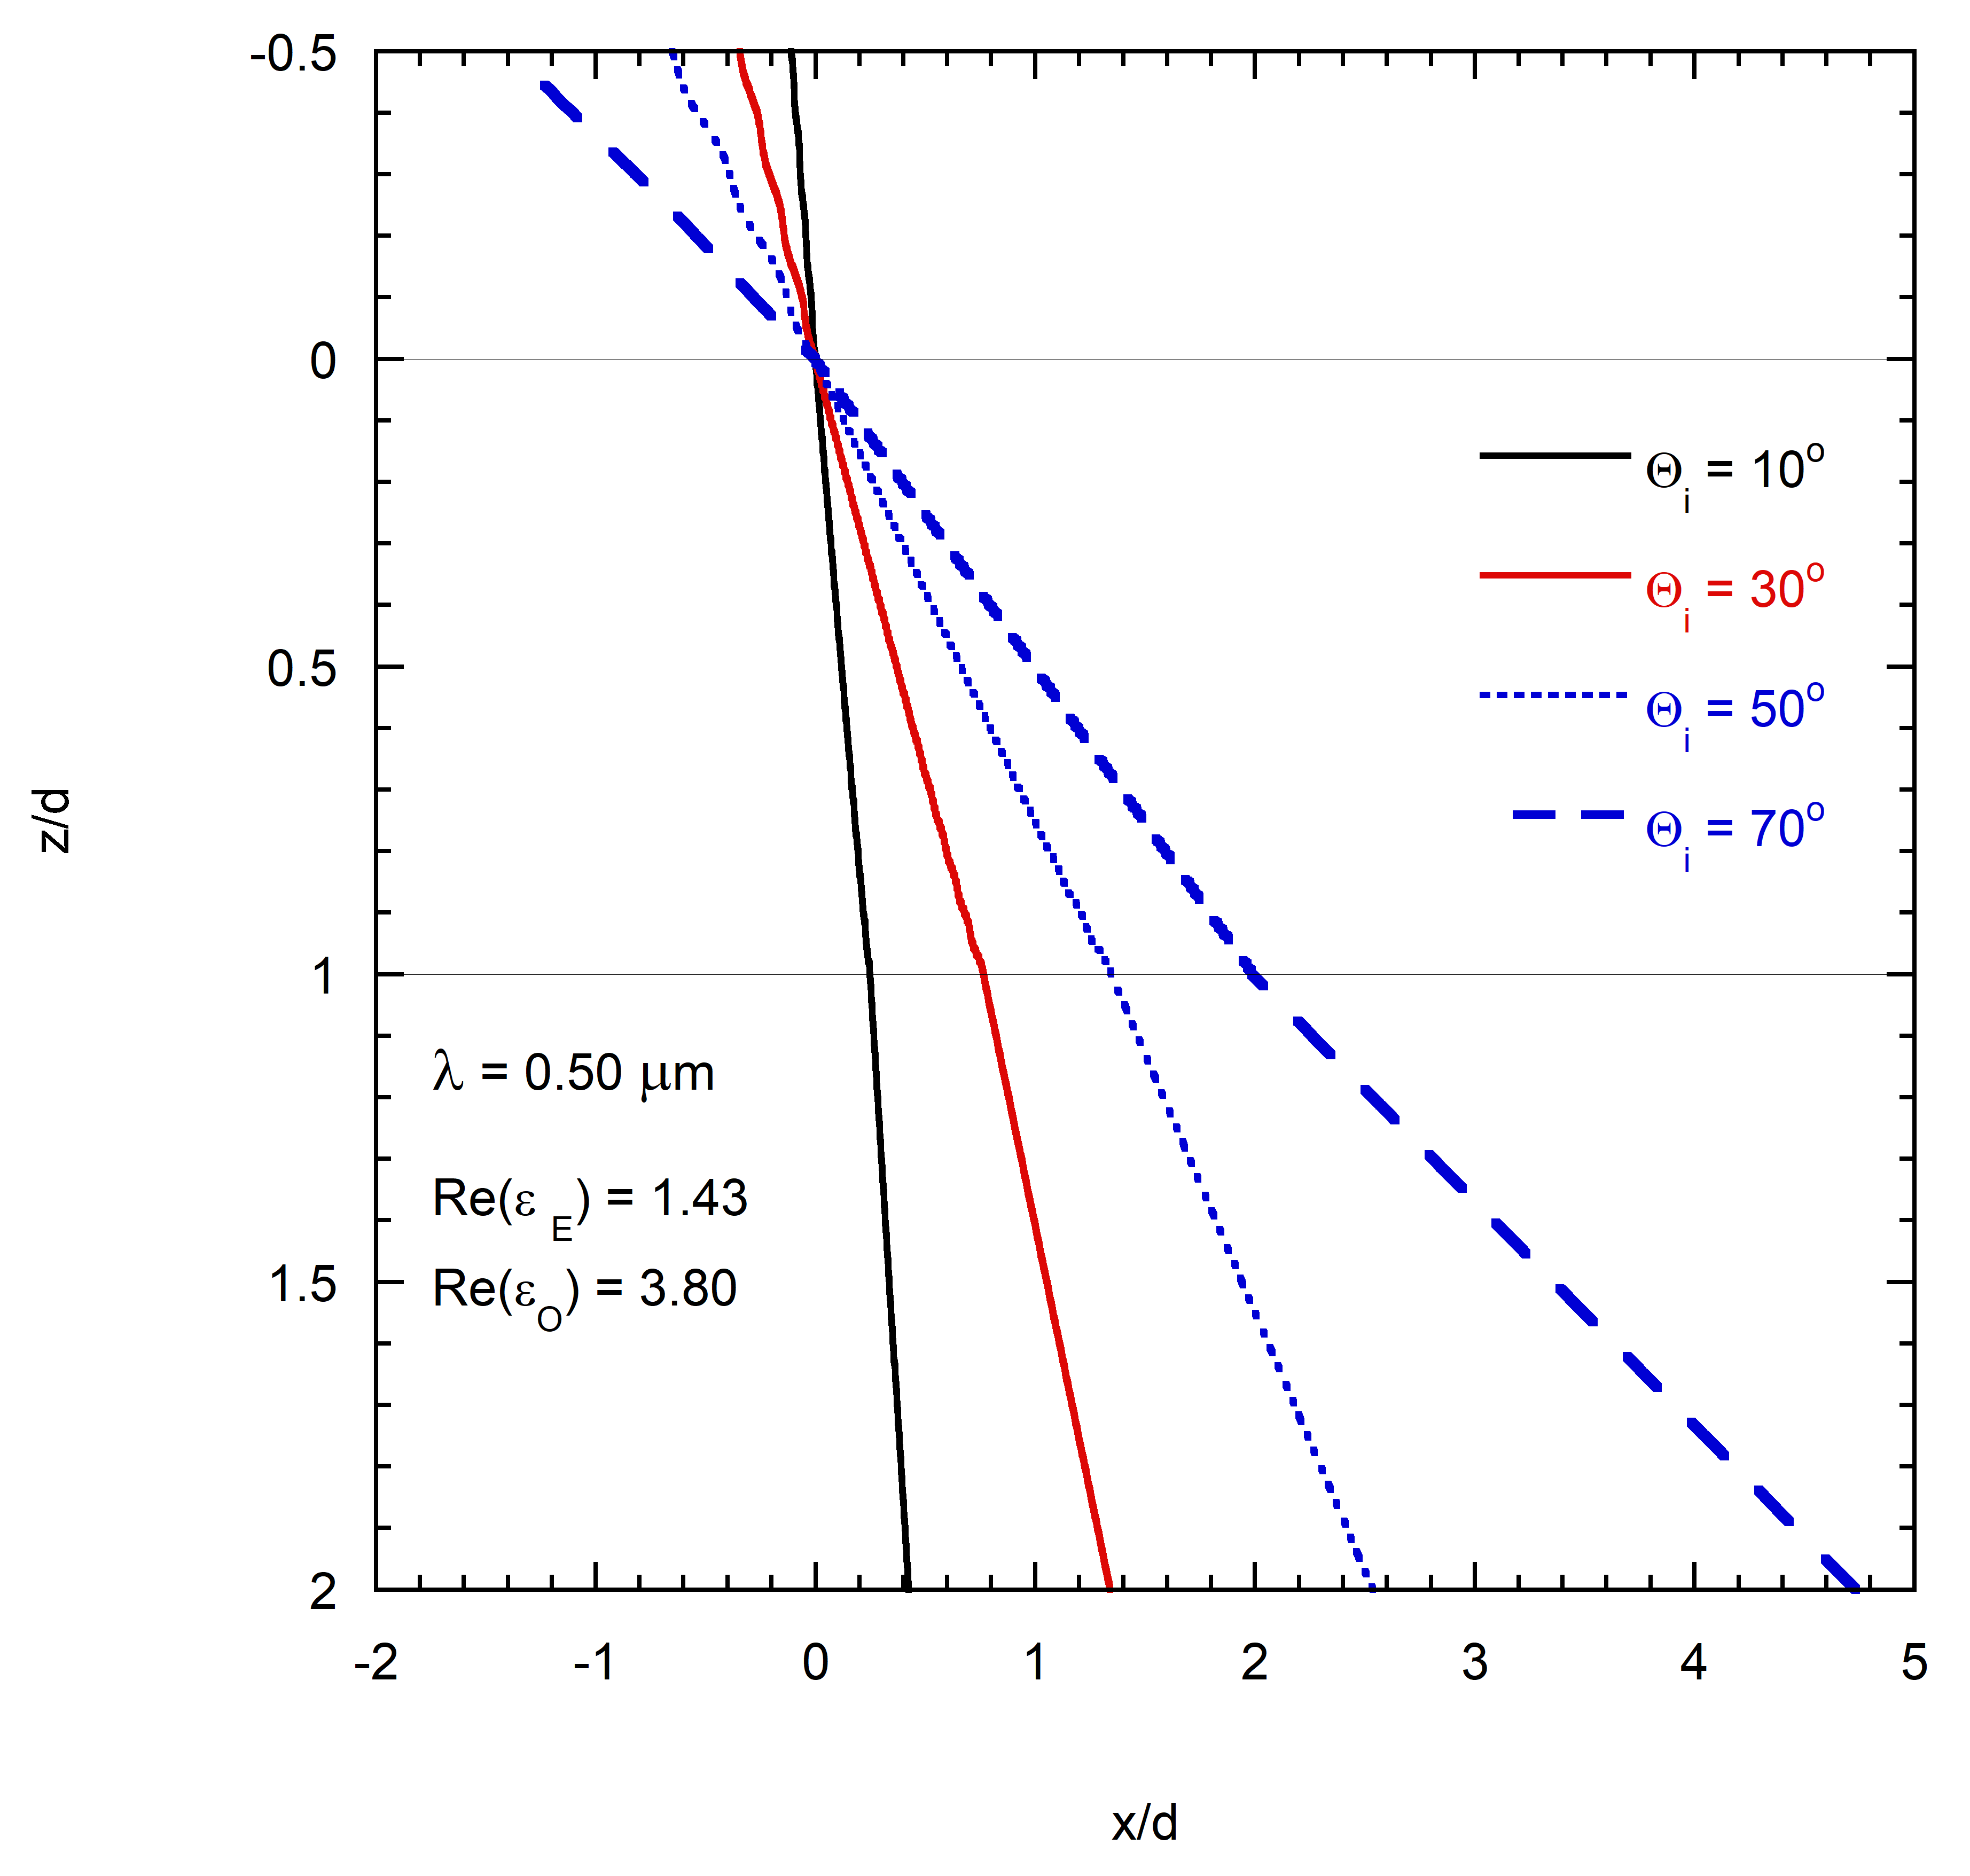 -0.5
0
0.5
1
1.5
2
z/d
Θi = 10o
Θi = 30o
Θi = 50o
Θi = 70o
λ = 0.50 μm
Re(εE) = 1.43
Re(εO) = 3.80
-2 -1 0 1 2 3 4 5
x/d